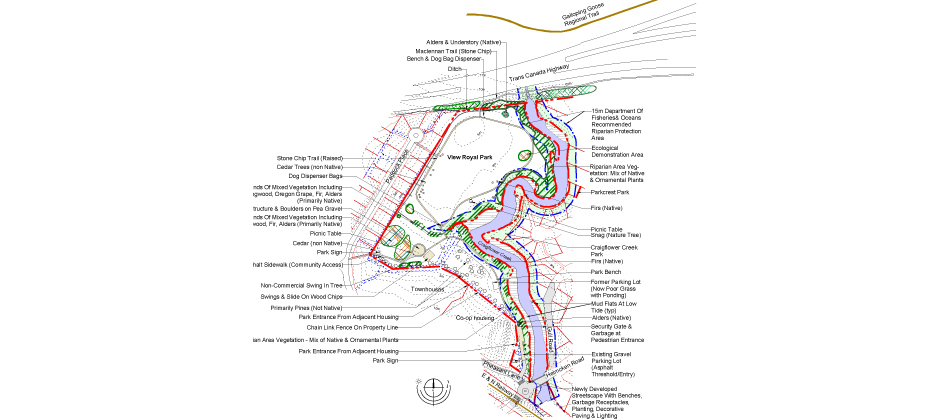 Galloping Goose
Regional Trail
Alders & Understory (Native)
Maclennan Trail (Stone Chip)
Bench & Dog Bag Dispenser
Ditch
Trans Canada Highway
15m Department Of
Fisheries& Oceans
Recommended
Riparian Protection
Area
Ecological
Demonstration Area
Riparian Area Veg-
etation: Mix of Native
& Ornamental Plants
Parkcrest Park
Firs (Native)
Picnic Table
Snag (Nature Tree)
Craigflower Creek
Park
Firs (Native)
Park Bench
Former Parking Lot
(Now Poor Grass
with Ponding)
Mud Flats At Low
Tide (typ)
Alders (Native)
Security Gate &
Garbage at
Pedestrian Entrance
Existing Gravel
Parking Lot
(Asphalt
Threshold/Entry)
Newly Developed
Streetscape With Benches,
Garbage Receptacles,
Planting, Decorative
Paving & Lighting
View Royal Park
Stone Chip Trail (Raised)
Cedar Trees (non Native)
Dog Dispenser Bags
nds Of Mixed Vegetation Including
gwood, Oregon Grape, Fir, Alders
(Primarily Native)
tructure & Boulders on Pea Gravel
nds Of Mixed Vegetation Including
wood, Fir, Alders (Primarily Native)
Picnic Table
Cedar (non Native)
Park Sign
halt Sidewalk (Community Access)
Non-Commercial Swing In Tree
Swings & Slide On Wood Chips
Primarily Pines (Not Native)
Park Entrance From Adjacent Housing
Chain Link Fence On Property Line
ian Area Vegetation - Mix of Native & Ornamental Plants
Park Entrance From Adjacent Housing
Park Sign
Craigflower Creek
Townhouses
Co-op housing
Helmcken Road
E & N Railway